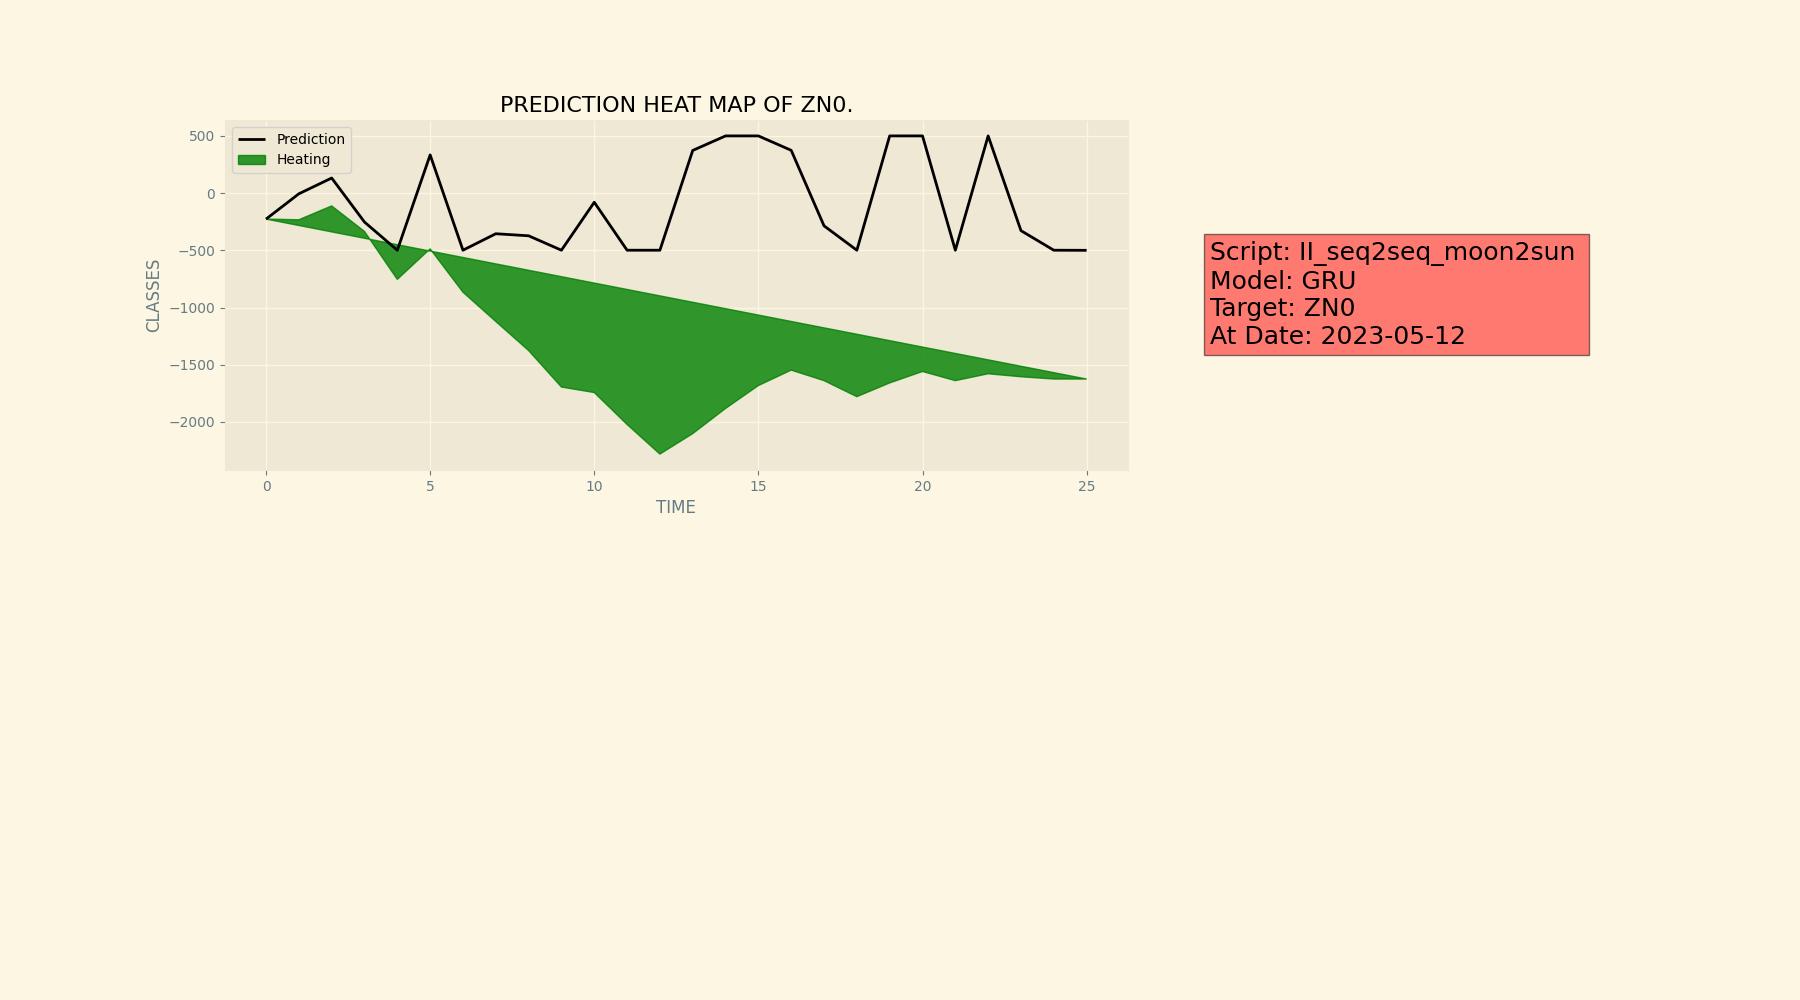 PREDICTION HEAT MAP OF ZN0.
Prediction
Heating
500
0
−500
−1000
−1500
−2000
CLASSES
0 5 10 15 20 25
TIME
Script: II_seq2seq_moon2sun
Model: GRU
Target: ZN0
At Date: 2023-05-12